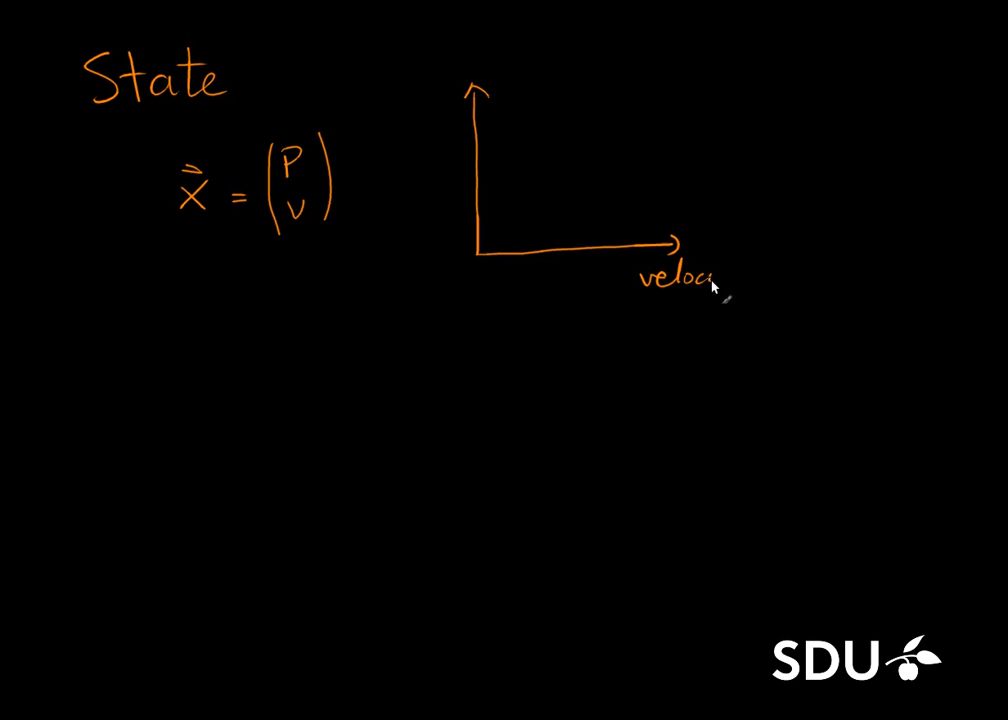 State
x⃗ = (P
v)
veloc
SDU